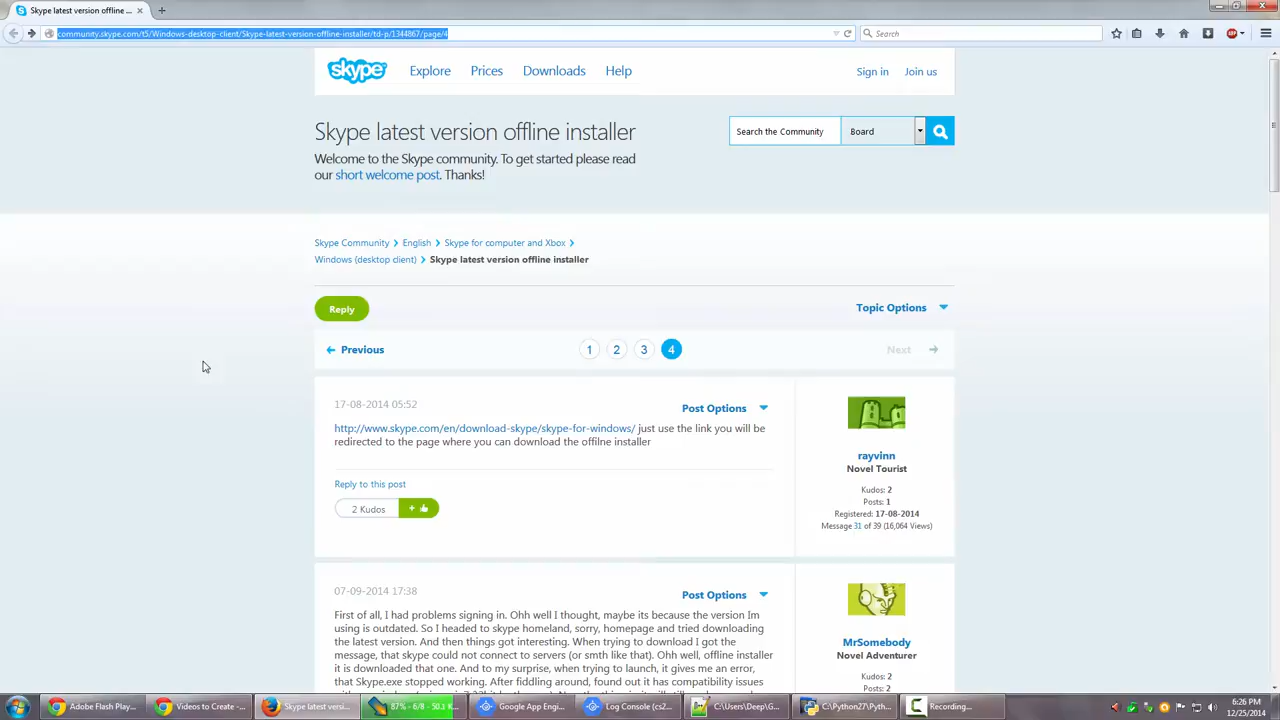 Skype latest version offline ...
community.skype.com/t5/Windows-desktop-client/Skype-latest-version-offline-installer/td-p/1344867/page/4
Search
skype
Explore
Prices
Downloads
Help
Sign in
Join us
Skype latest version offline installer
Search the Community
Board
Welcome to the Skype community. To get started please read
our short welcome post. Thanks!
Skype Community
English
Skype for computer and Xbox
Windows (desktop client)
Skype latest version offline installer
Reply
Topic Options
Previous
1
2
3
4
Next
17-08-2014 05:52
Post Options
http://www.skype.com/en/download-skype/skype-for-windows/ just use the link you will be
redirected to the page where you can download the offilne installer
Reply to this post
2 Kudos
+
rayvinn
Novel Tourist
Kudos: 2
Posts: 1
Registered: 17-08-2014
Message 31 of 39 (16,064 Views)
07-09-2014 17:38
Post Options
First of all, I had problems signing in. Ohh well I thought, maybe its because the version Im
using is outdated. So I headed to skype homeland, sorry, homepage and tried downloading
the latest version. And then things got interesting. When trying to download I got the
message, that skype could not connect to servers (or smth like that). Ohh well, offline installer
it is downloaded that one. And to my surprise, when trying to launch, it gives me an error,
that Skype.exe stopped working. After fiddling around, found out it has compatibility issues
MrSomebody
Novel Adventurer
Kudos: 2
Posts: 2
Adobe Flash Play...
Videos to Create -...
Skype latest versi...
87% - 6/8 - 50.1 K...
Google App Engi...
Log Console (cs2...
C:\Users\Deep\G...
C:\Python27\Pyth...
Recording...
6:26 PM
12/25/2014